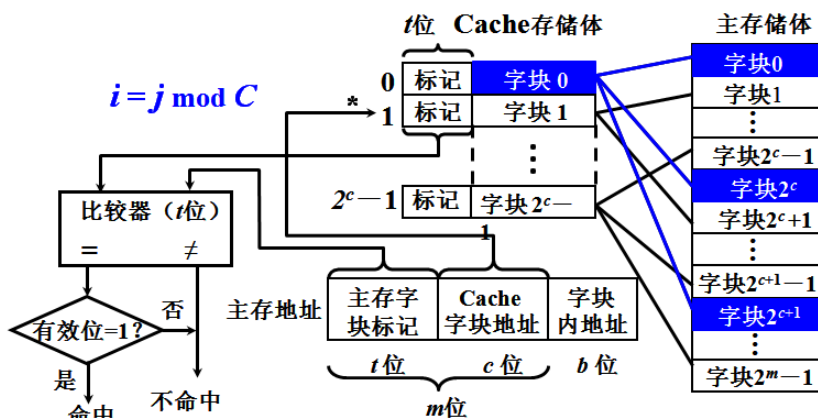 t位 Cache存储体 主存储体
i = j mod C
0 标记 字块 0
* 1 标记 字块 1
⋮
2ᶜ－1 标记 字块 2ᶜ－1
字块0
字块1
⋮
字块2ᶜ－1
字块2ᶜ
字块2ᶜ+1
⋮
字块2ᶜ⁺¹－1
字块2ᶜ⁺¹
⋮
字块2ᵐ－1
比较器（t位）
= ≠
有效位=1?
否
是
命中
不命中
主存地址
主存字块标记
Cache字块地址
字块内地址
t 位 c 位 b 位
m位